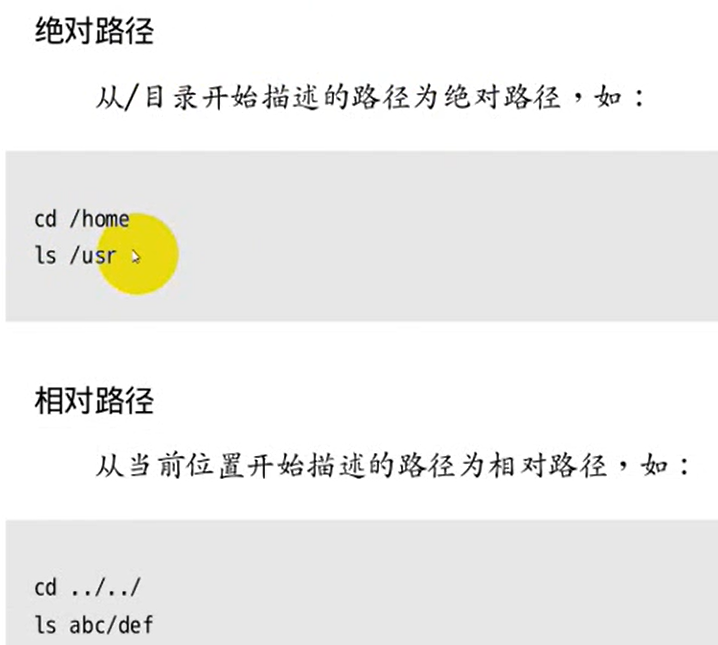 绝对路径
从/目录开始描述的路径为绝对路径，如：
cd /home
ls /usr
相对路径
从当前位置开始描述的路径为相对路径，如：
cd ../../
ls abc/def